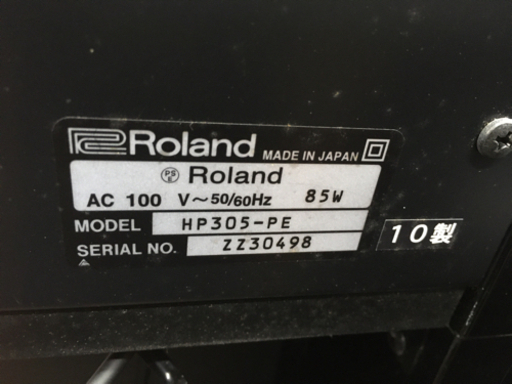 Roland MADE IN JAPAN
PS E Roland
AC 100 V～50/60Hz 85W
MODEL HP305-PE
SERIAL NO. ZZ30498
10製